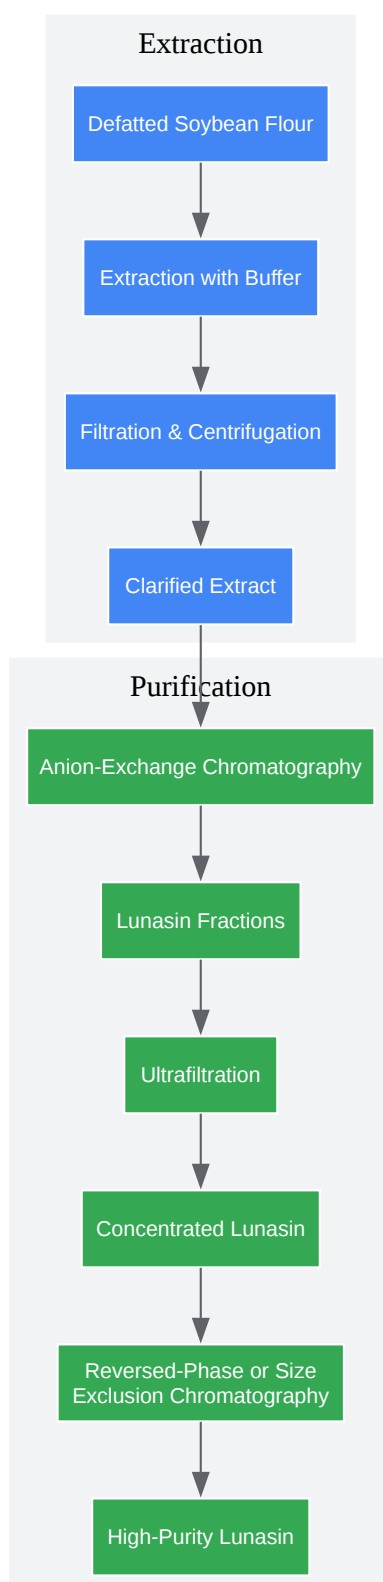 Extraction
Defatted Soybean Flour
Extraction with Buffer
Filtration & Centrifugation
Clarified Extract
Purification
Anion-Exchange Chromatography
Lunasin Fractions
Ultrafiltration
Concentrated Lunasin
Reversed-Phase or Size
Exclusion Chromatography
High-Purity Lunasin